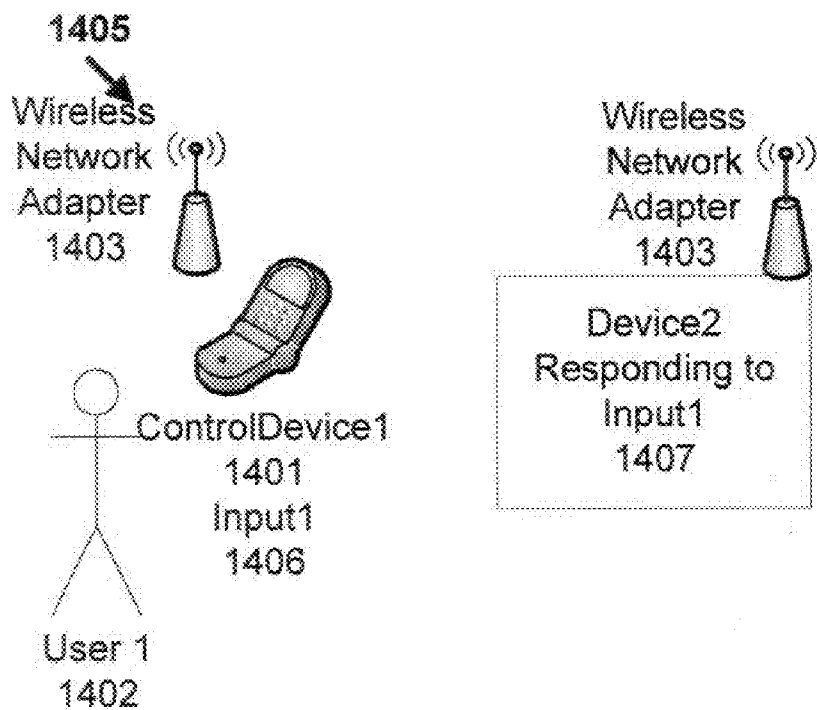 1405
Wireless
Network
Adapter
1403
Wireless
Network
Adapter
1403
ControlDevice1
1401
Input1
1406
Device2
Responding to
Input1
1407
User 1
1402